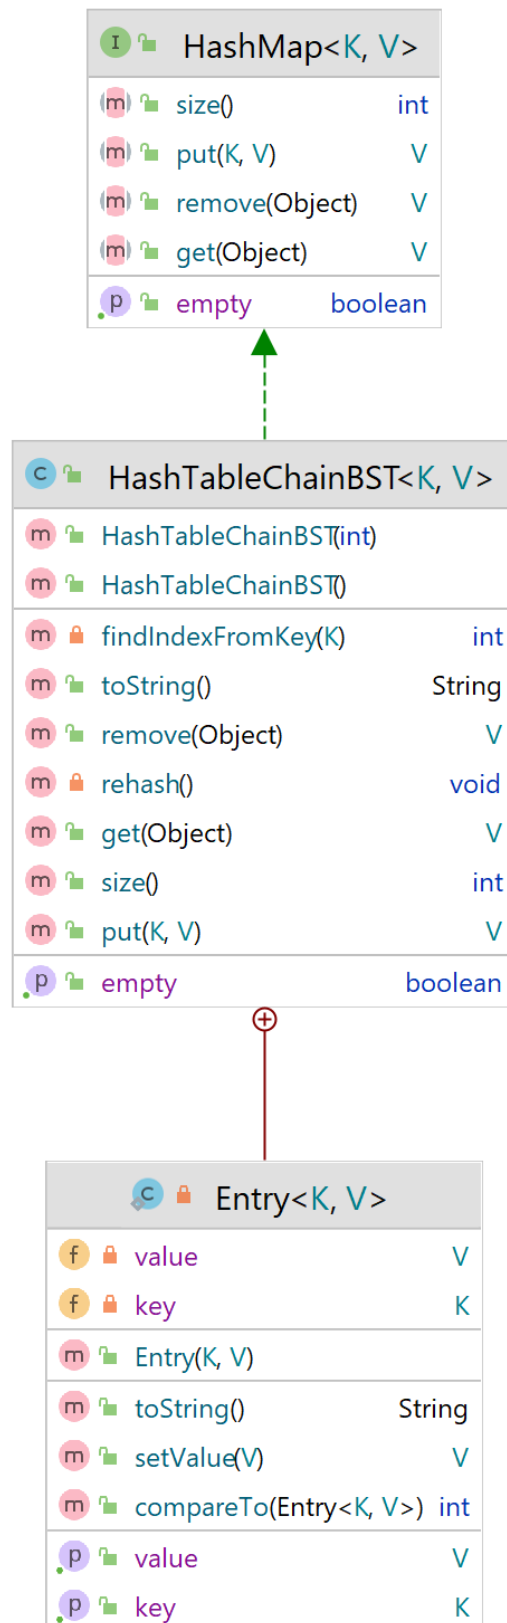 I HashMap<K, V>
m size() int
m put(K, V) V
m remove(Object) V
m get(Object) V
p empty boolean
C HashTableChainBST<K, V>
m HashTableChainBST(int)
m HashTableChainBST()
m findIndexFromKey(K) int
m toString() String
m remove(Object) V
m rehash() void
m get(Object) V
m size() int
m put(K, V) V
p empty boolean
C Entry<K, V>
f value V
f key K
m Entry(K, V)
m toString() String
m setValue(V) V
m compareTo(Entry<K, V>) int
p value V
p key K